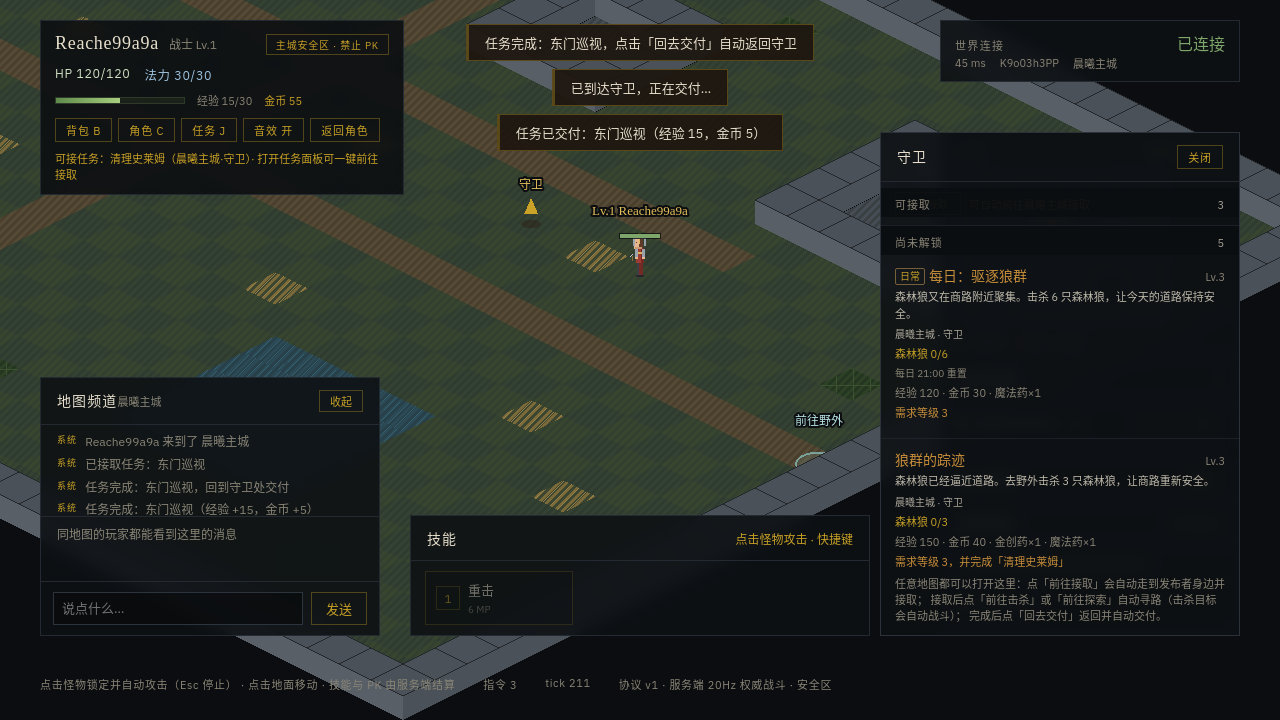 Reache99a9a 战士 Lv.1
主城安全区 · 禁止 PK
HP 120/120 法力 30/30
经验 15/30 金币 55
背包 B 角色 C 任务 J 音效 开 返回角色
可接任务：清理史莱姆（晨曦主城·守卫）· 打开任务面板可一键前往
接取
任务完成：东门巡视，点击「回去交付」自动返回守卫
已到达守卫，正在交付…
任务已交付：东门巡视（经验 15，金币 5）
世界连接 已连接
45 ms K9o03h3PP 晨曦主城
守卫
Lv.1 Reache99a9a
前往野外
守卫 关闭
可接取 3
尚未解锁 5
日常 每日：驱逐狼群 Lv.3
森林狼又在商路附近聚集。击杀 6 只森林狼，让今天的道路保持安
全。
晨曦主城 · 守卫
森林狼 0/6
每日 21:00 重置
经验 120 · 金币 30 · 魔法药×1
需求等级 3
狼群的踪迹 Lv.3
森林狼已经逼近道路。去野外击杀 3 只森林狼，让商路重新安全。
晨曦主城 · 守卫
森林狼 0/3
经验 150 · 金币 40 · 金创药×1 · 魔法药×1
需求等级 3，并完成「清理史莱姆」
任意地图都可以打开这里：点「前往接取」会自动走到发布者身边并
接取；接取后点「前往击杀」或「前往探索」自动寻路（击杀目标
会自动战斗）；完成后点「回去交付」返回并自动交付。
地图频道 晨曦主城 收起
系统 Reache99a9a 来到了 晨曦主城
系统 已接取任务：东门巡视
系统 任务完成：东门巡视，回到守卫处交付
系统 任务完成：东门巡视（经验 +15，金币 +5）
同地图的玩家都能看到这里的消息
说点什么… 发送
技能 点击怪物攻击 · 快捷键
1 重击
6 MP
点击怪物锁定并自动攻击（Esc 停止） · 点击地面移动 · 技能与 PK 由服务端结算 指令 3 tick 211 协议 v1 · 服务端 20Hz 权威战斗 · 安全区